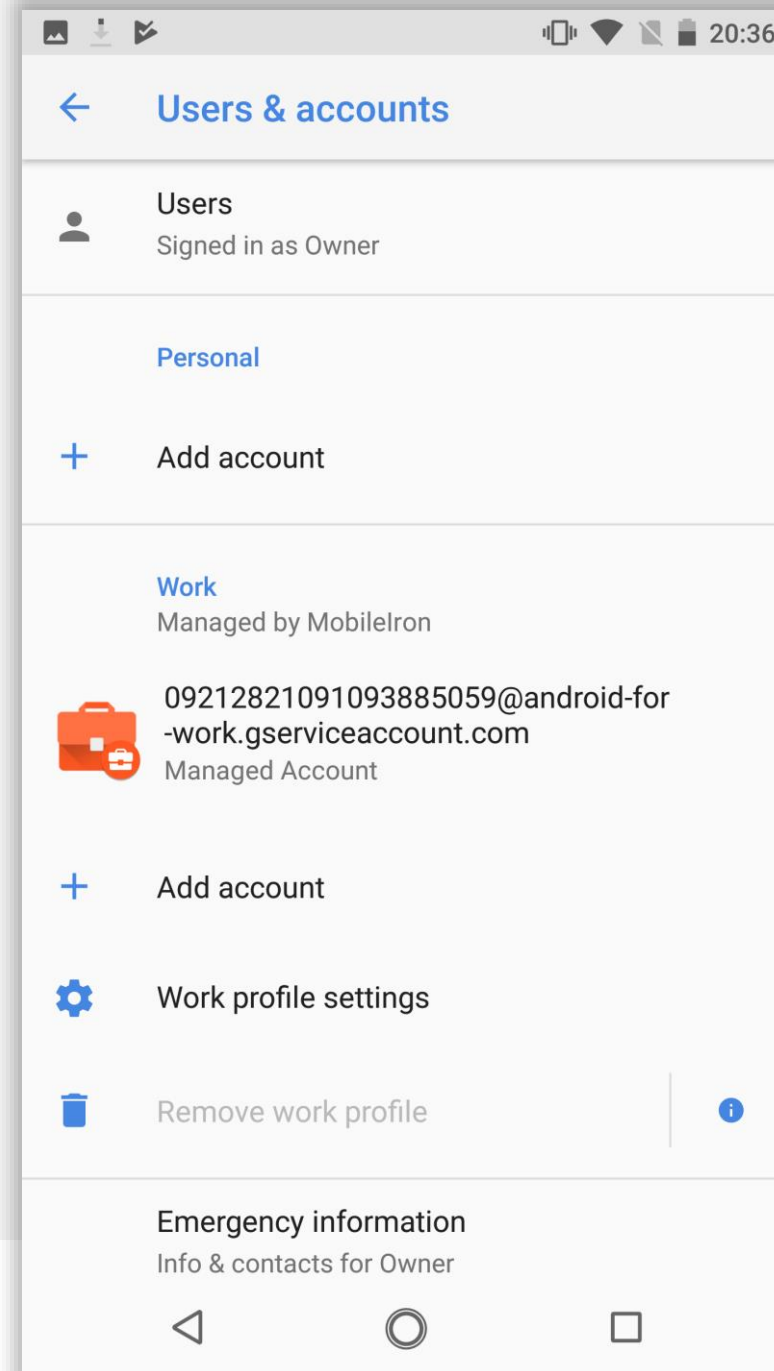 20:36
Users & accounts
Users
Signed in as Owner
Personal
Add account
Work
Managed by MobileIron
09212821091093885059@android-for
-work.gserviceaccount.com
Managed Account
Add account
Work profile settings
Remove work profile
Emergency information
Info & contacts for Owner